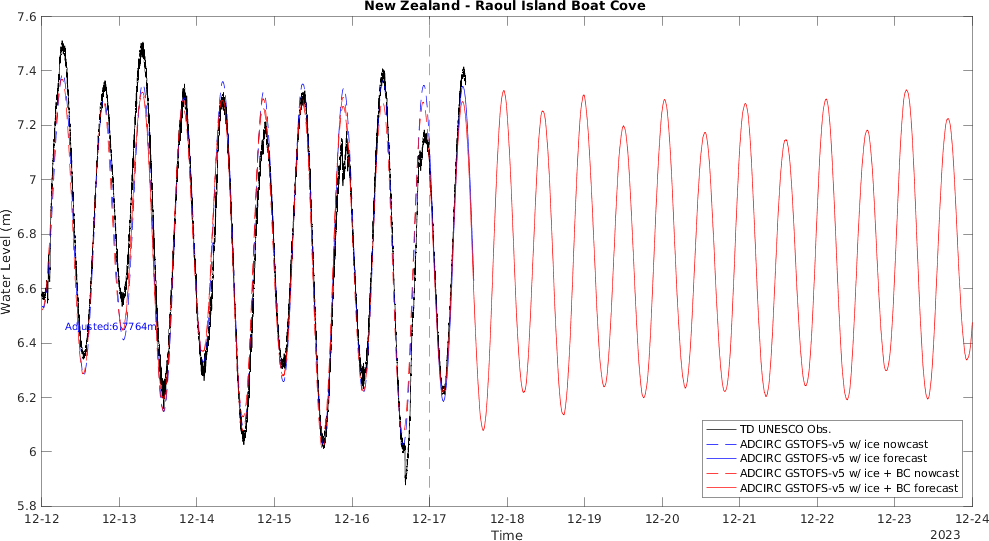 New Zealand - Raoul Island Boat Cove
7.6
7.4
7.2
7
6.8
6.6
6.4
6.2
6
5.8
Water Level (m)
Adjusted:6.7764m
TD UNESCO Obs.
ADCIRC GSTOFS-v5 w/ ice nowcast
ADCIRC GSTOFS-v5 w/ ice forecast
ADCIRC GSTOFS-v5 w/ ice + BC nowcast
ADCIRC GSTOFS-v5 w/ ice + BC forecast
12-12 12-13 12-14 12-15 12-16 12-17 12-18 12-19 12-20 12-21 12-22 12-23 12-24
Time
2023